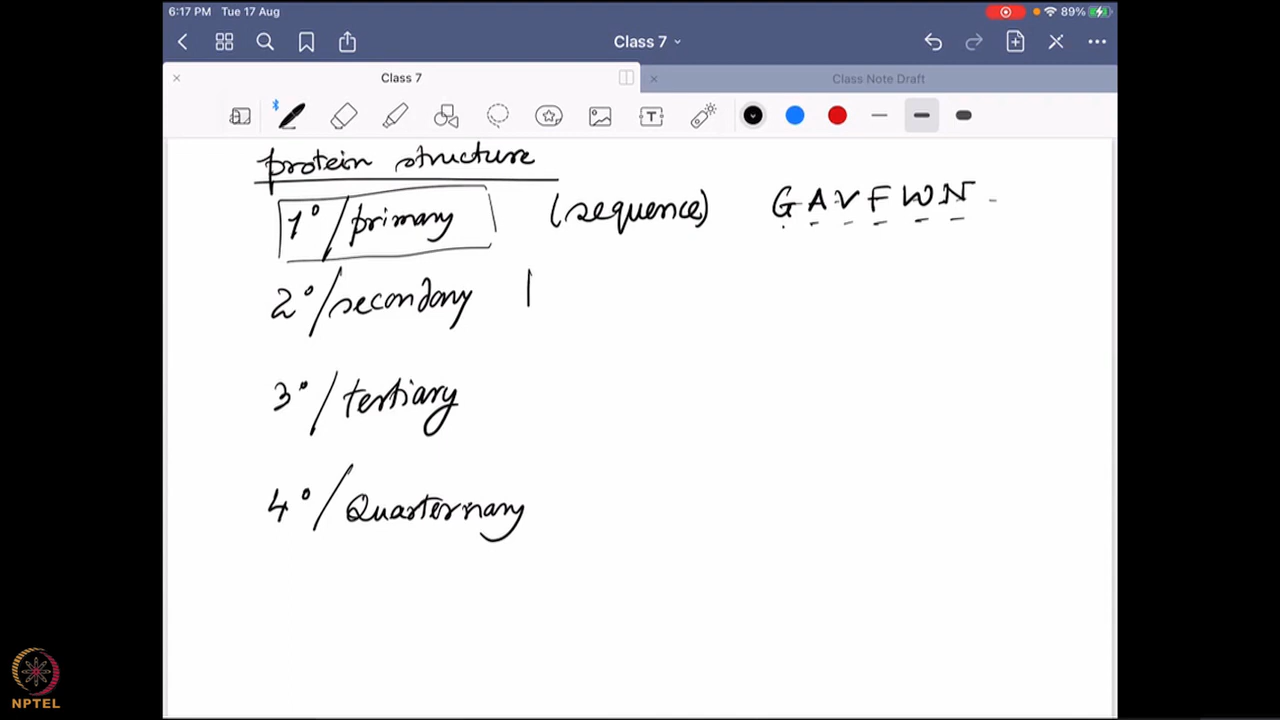 6:17 PM Tue 17 Aug 89%
Class 7
Class 7
Class Note Draft
T
protein structure
1°/primary (sequence) G A V F W N -
2°/secondary
3°/tertiary
4°/Quarternary
NPTEL